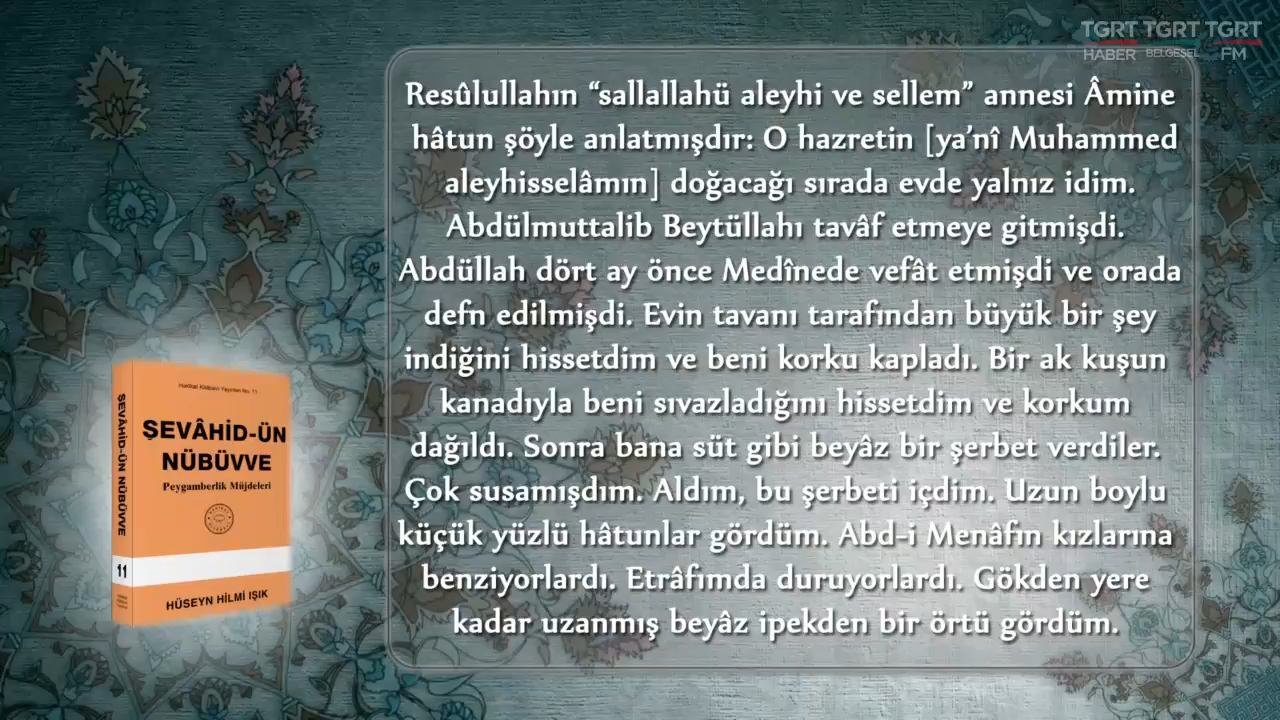 TGRT TGRT TGRT
HABER BELGESEL FM
Resûlullahın “sallallahü aleyhi ve sellem” annesi Âmine
hâtun şöyle anlatmışdır: O hazretin [ya’nî Muhammed
aleyhisselâmın] doğacağı sırada evde yalnız idim.
Abdülmuttalib Beytüllahı tavâf etmeye gitmişdi.
Abdüllah dört ay önce Medînede vefât etmişdi ve orada
defn edilmişdi. Evin tavanı tarafından büyük bir şey
indiğini hissetdim ve beni korku kapladı. Bir ak kuşun
kanadıyla beni sıvazladığını hissetdim ve korkum
dağıldı. Sonra bana süt gibi beyâz bir şerbet verdiler.
Çok susamışdım. Aldım, bu şerbeti içdim. Uzun boylu
küçük yüzlü hâtunlar gördüm. Abd-i Menâfın kızlarına
benziyorlardı. Etrâfımda duruyorlardı. Gökden yere
kadar uzanmış beyâz ipekden bir örtü gördüm.
Hakîkat Kitâbevi Yayınları No: 11
ŞEVÂHİD-ÜN
NÜBÜVVE
Peygamberlik Müjdeleri
HÜSEYN HİLMİ IŞIK
ŞEVÂHİD-ÜN NÜBÜVVE
11